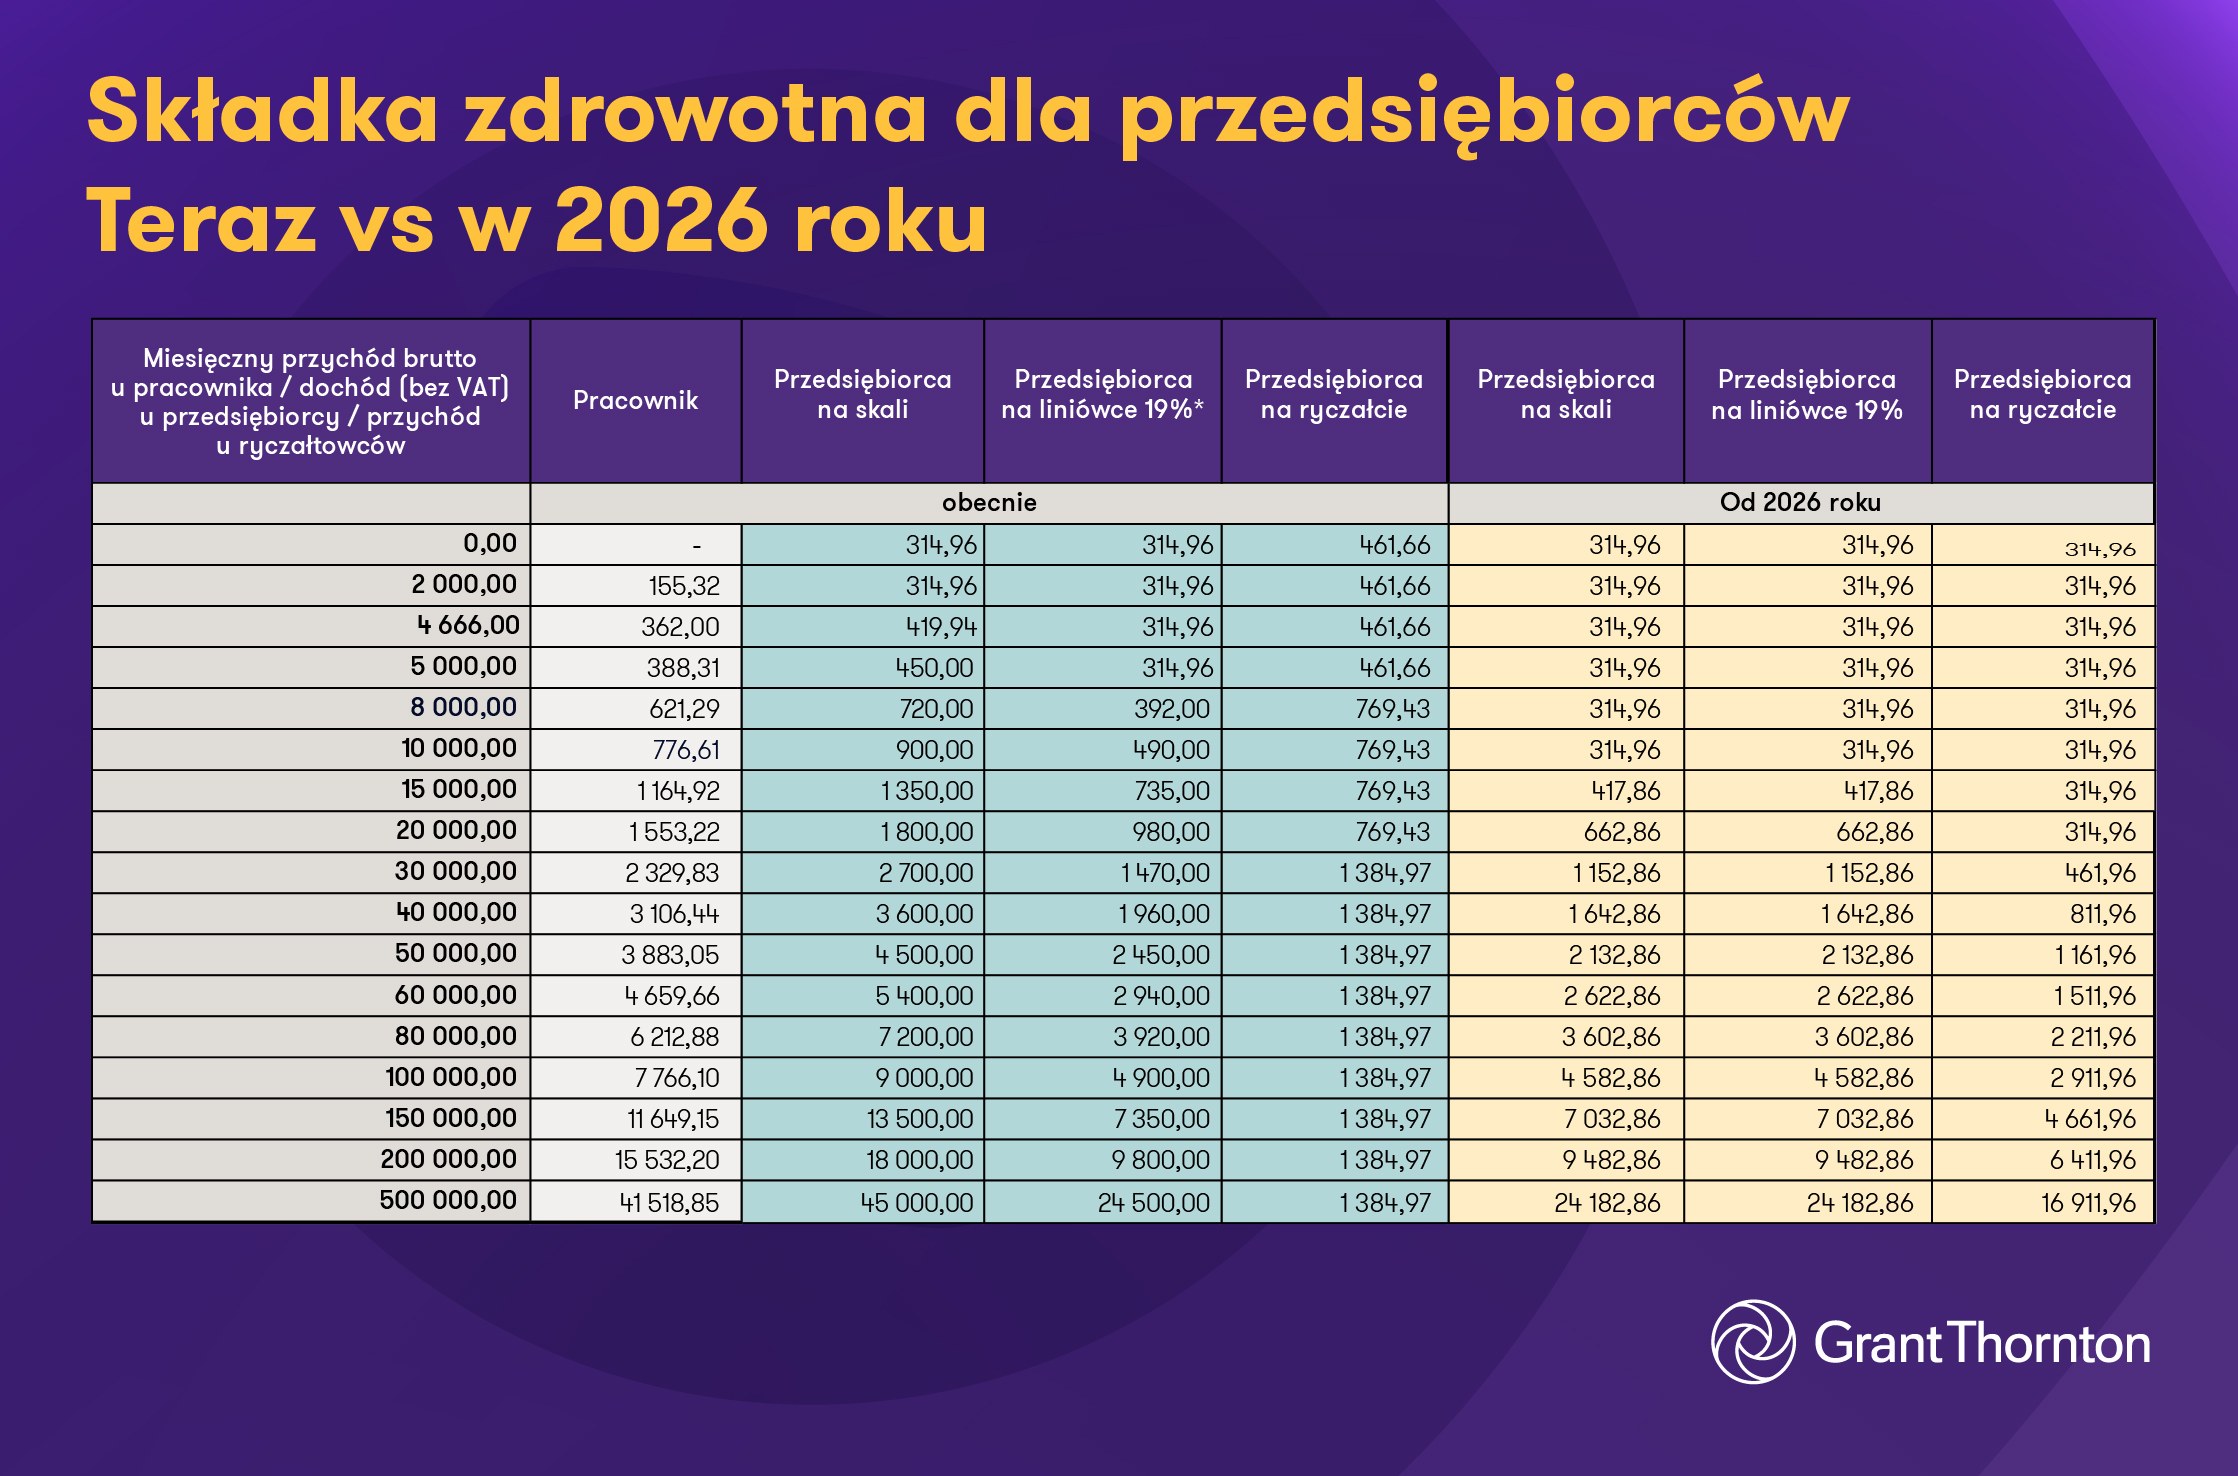 Składka zdrowotna dla przedsiębiorców
Teraz vs w 2026 roku
Miesięczny przychód brutto
u pracownika / dochód (bez VAT)
u przedsiębiorcy / przychód
u ryczałtowców
Pracownik
Przedsiębiorca
na skali
Przedsiębiorca
na liniówce 19%*
Przedsiębiorca
na ryczałcie
Przedsiębiorca
na skali
Przedsiębiorca
na liniówce 19%
Przedsiębiorca
na ryczałcie
obecnie Od 2026 roku
0,00 - 314,96 314,96 461,66 314,96 314,96 314,96
2 000,00 155,32 314,96 314,96 461,66 314,96 314,96 314,96
4 666,00 362,00 419,94 314,96 461,66 314,96 314,96 314,96
5 000,00 388,31 450,00 314,96 461,66 314,96 314,96 314,96
8 000,00 621,29 720,00 392,00 769,43 314,96 314,96 314,96
10 000,00 776,61 900,00 490,00 769,43 314,96 314,96 314,96
15 000,00 1 164,92 1 350,00 735,00 769,43 417,86 417,86 314,96
20 000,00 1 553,22 1 800,00 980,00 769,43 662,86 662,86 314,96
30 000,00 2 329,83 2 700,00 1 470,00 1 384,97 1 152,86 1 152,86 461,96
40 000,00 3 106,44 3 600,00 1 960,00 1 384,97 1 642,86 1 642,86 811,96
50 000,00 3 883,05 4 500,00 2 450,00 1 384,97 2 132,86 2 132,86 1 161,96
60 000,00 4 659,66 5 400,00 2 940,00 1 384,97 2 622,86 2 622,86 1 511,96
80 000,00 6 212,88 7 200,00 3 920,00 1 384,97 3 602,86 3 602,86 2 211,96
100 000,00 7 766,10 9 000,00 4 900,00 1 384,97 4 582,86 4 582,86 2 911,96
150 000,00 11 649,15 13 500,00 7 350,00 1 384,97 7 032,86 7 032,86 4 661,96
200 000,00 15 532,20 18 000,00 9 800,00 1 384,97 9 482,86 9 482,86 6 411,96
500 000,00 41 518,85 45 000,00 24 500,00 1 384,97 24 182,86 24 182,86 16 911,96
Grant Thornton